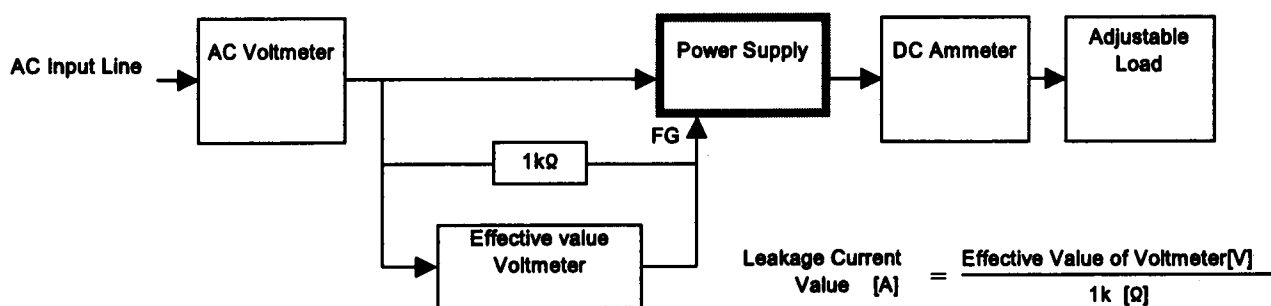 AC Input Line
AC Voltmeter
Power Supply
DC Ammeter
Adjustable
Load
FG
1kΩ
Effective value
Voltmeter
Leakage Current
Value [A]
=
Effective Value of Voltmeter[V]
1k [Ω]